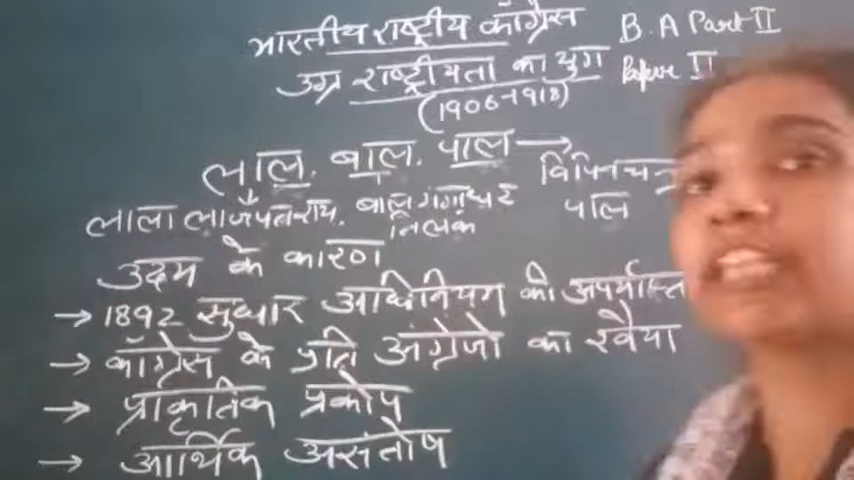 भारतीय राष्ट्रीय कांग्रेस B.A Part II
उग्र राष्ट्रीयता का युग Paper II
(1906-1918)
लाल. बाल. पाल → विपिनचन्द्र
लाला लाजपतराय. बालगंगाधर पाल
तिलक
उदय के कारण
→ 1892 सुधार अधिनियम की अपर्याप्त
→ कांग्रेस के प्रति अंग्रेजो का रवैया
→ प्राकृतिक प्रकोप
→ आर्थिक असंतोष